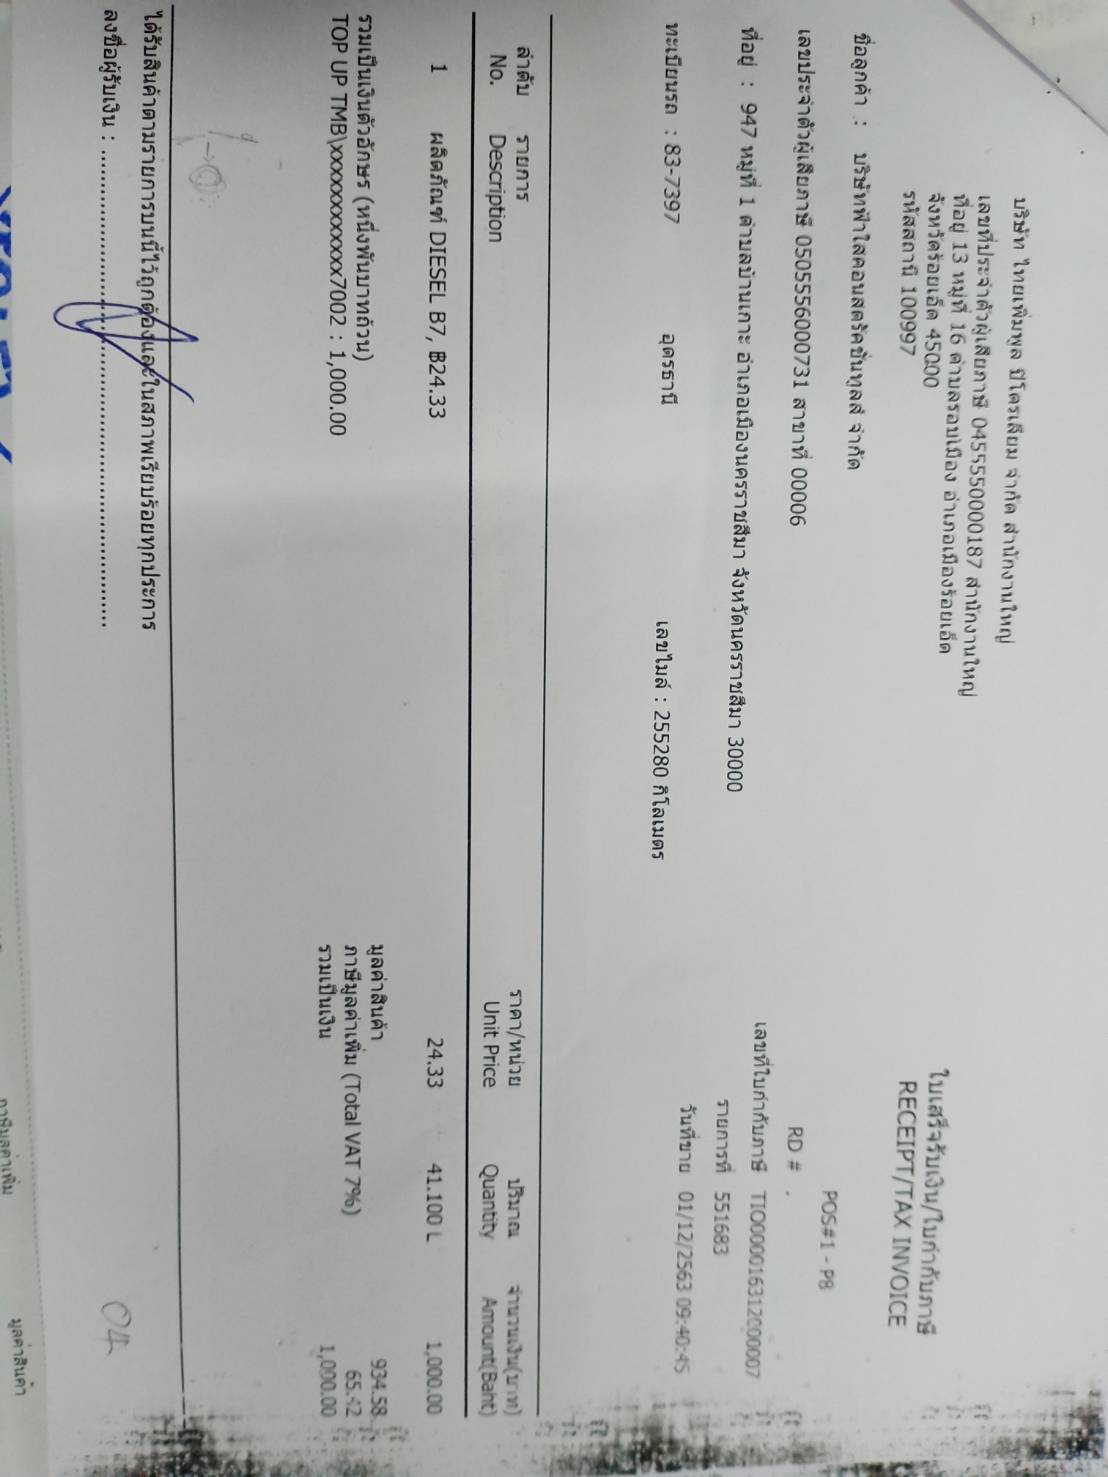 บริษัท ไทยเพิ่มพูล ปิโตรเลียม จำกัด สำนักงานใหญ่
เลขที่ประจำตัวผู้เสียภาษี 0455550000187 สำนักงานใหญ่
ที่อยู่ 13 หมู่ที่ 16 ตำบลรอบเมือง อำเภอเมืองร้อยเอ็ด
จังหวัดร้อยเอ็ด 45000
รหัสสถานี 100997
ใบเสร็จรับเงิน/ใบกำกับภาษี
RECEIPT/TAX INVOICE
ชื่อลูกค้า : บริษัทฟ้าใสคอนสตรัคชั่นทูลส์ จำกัด
POS#1 - P8
เลขประจำตัวผู้เสียภาษี 0505556000731 สาขาที่ 00006
RD # .
ที่อยู่ : 947 หมู่ที่ 1 ตำบลบ้านเกาะ อำเภอเมืองนครราชสีมา จังหวัดนครราชสีมา 30000
เลขที่ใบกำกับภาษี TIO000016312000007
รายการที่ 551683
วันที่ขาย 01/12/2563 09:40:45
ทะเบียนรถ : 83-7397 อุดรธานี เลขไมล์ : 255280 กิโลเมตร
ลำดับ รายการ ราคา/หน่วย ปริมาณ จำนวนเงิน(บาท)
No. Description Unit Price Quantity Amount(Baht)
1 ผลิตภัณฑ์ DIESEL B7, ฿24.33 24.33 41.100 L 1,000.00
มูลค่าสินค้า 934.58
รวมเป็นเงินตัวอักษร (หนึ่งพันบาทถ้วน)
ภาษีมูลค่าเพิ่ม (Total VAT 7%) 65.42
TOP UP TMB\xxxxxxxxxxxx7002 : 1,000.00
รวมเป็นเงิน 1,000.00
ได้รับสินค้าตามรายการบนนี้ไว้ถูกต้องและในสภาพเรียบร้อยทุกประการ
ลงชื่อผู้รับเงิน : ........................................................................
04
ภาษีมูลค่าเพิ่ม มูลค่าสินค้า